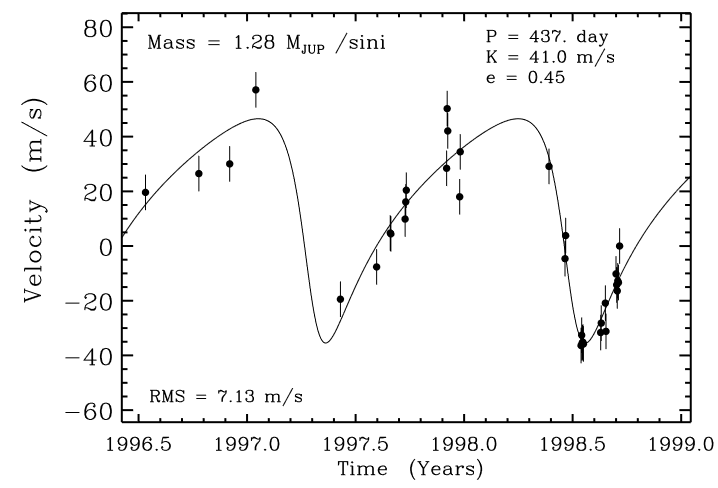 Mass = 1.28 M_JUP /sini
P = 437. day
K = 41.0 m/s
e = 0.45
80
60
40
20
0
−20
−40
−60
Velocity (m/s)
RMS = 7.13 m/s
1996.5 1997.0 1997.5 1998.0 1998.5 1999.0
Time (Years)